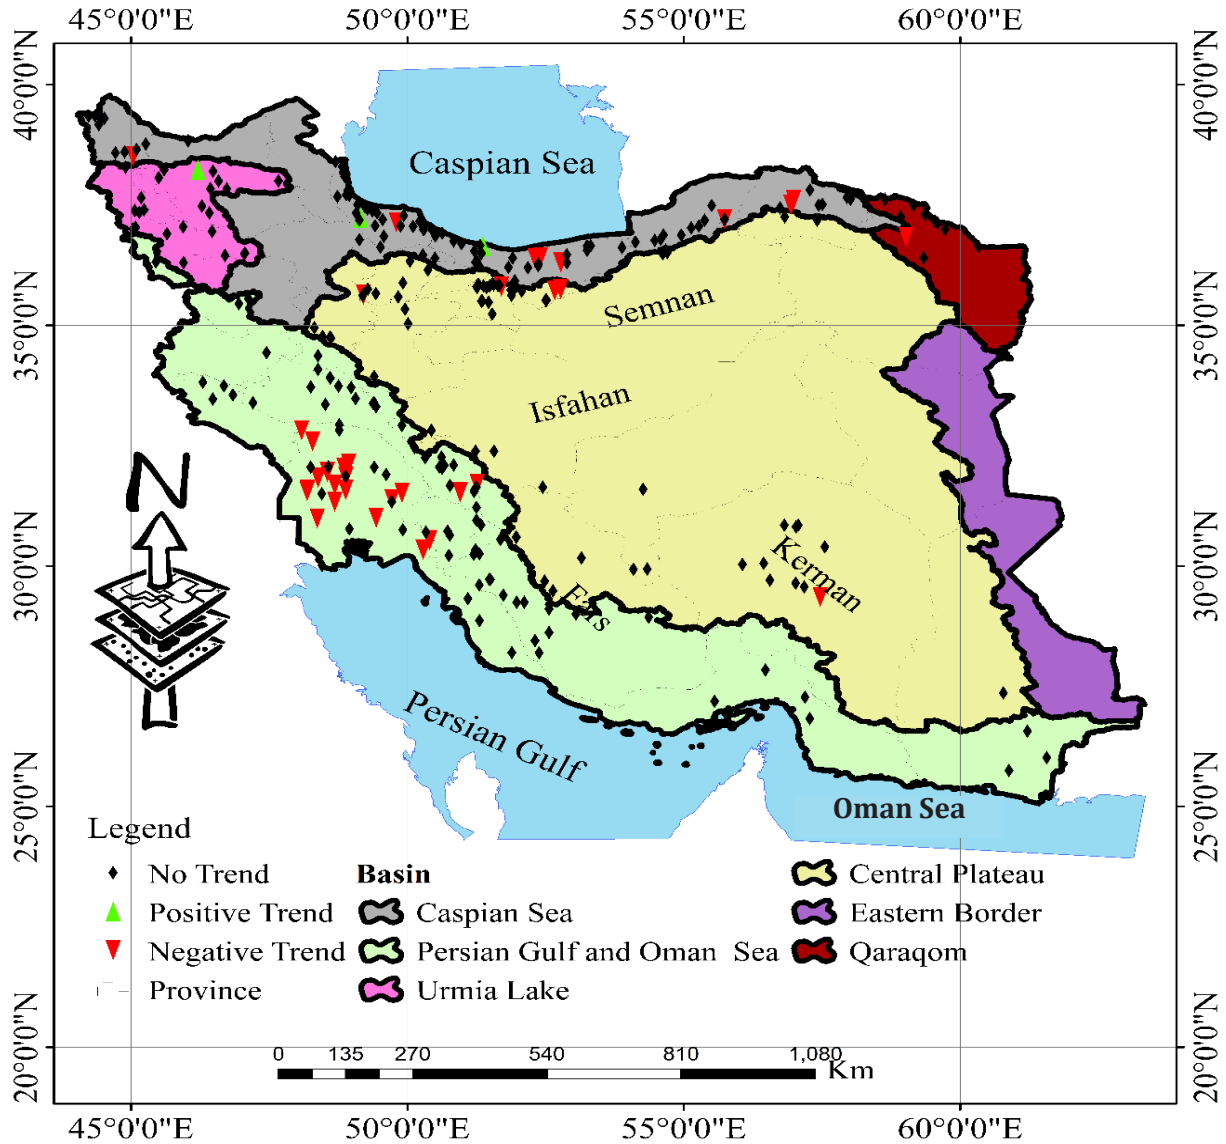 45°0'0"E 50°0'0"E 55°0'0"E 60°0'0"E
40°0'0"N 40°0'0"N
Caspian Sea
35°0'0"N 35°0'0"N
Semnan
Isfahan
N
30°0'0"N 30°0'0"N
Kerman
Fars
Persian Gulf
25°0'0"N 25°0'0"N
Oman Sea
Legend
No Trend
Positive Trend
Negative Trend
Province
Basin
Caspian Sea
Persian Gulf and Oman Sea
Urmia Lake
Central Plateau
Eastern Border
Qaraqom
20°0'0"N 20°0'0"N
0 135 270 540 810 1,080
Km
45°0'0"E 50°0'0"E 55°0'0"E 60°0'0"E